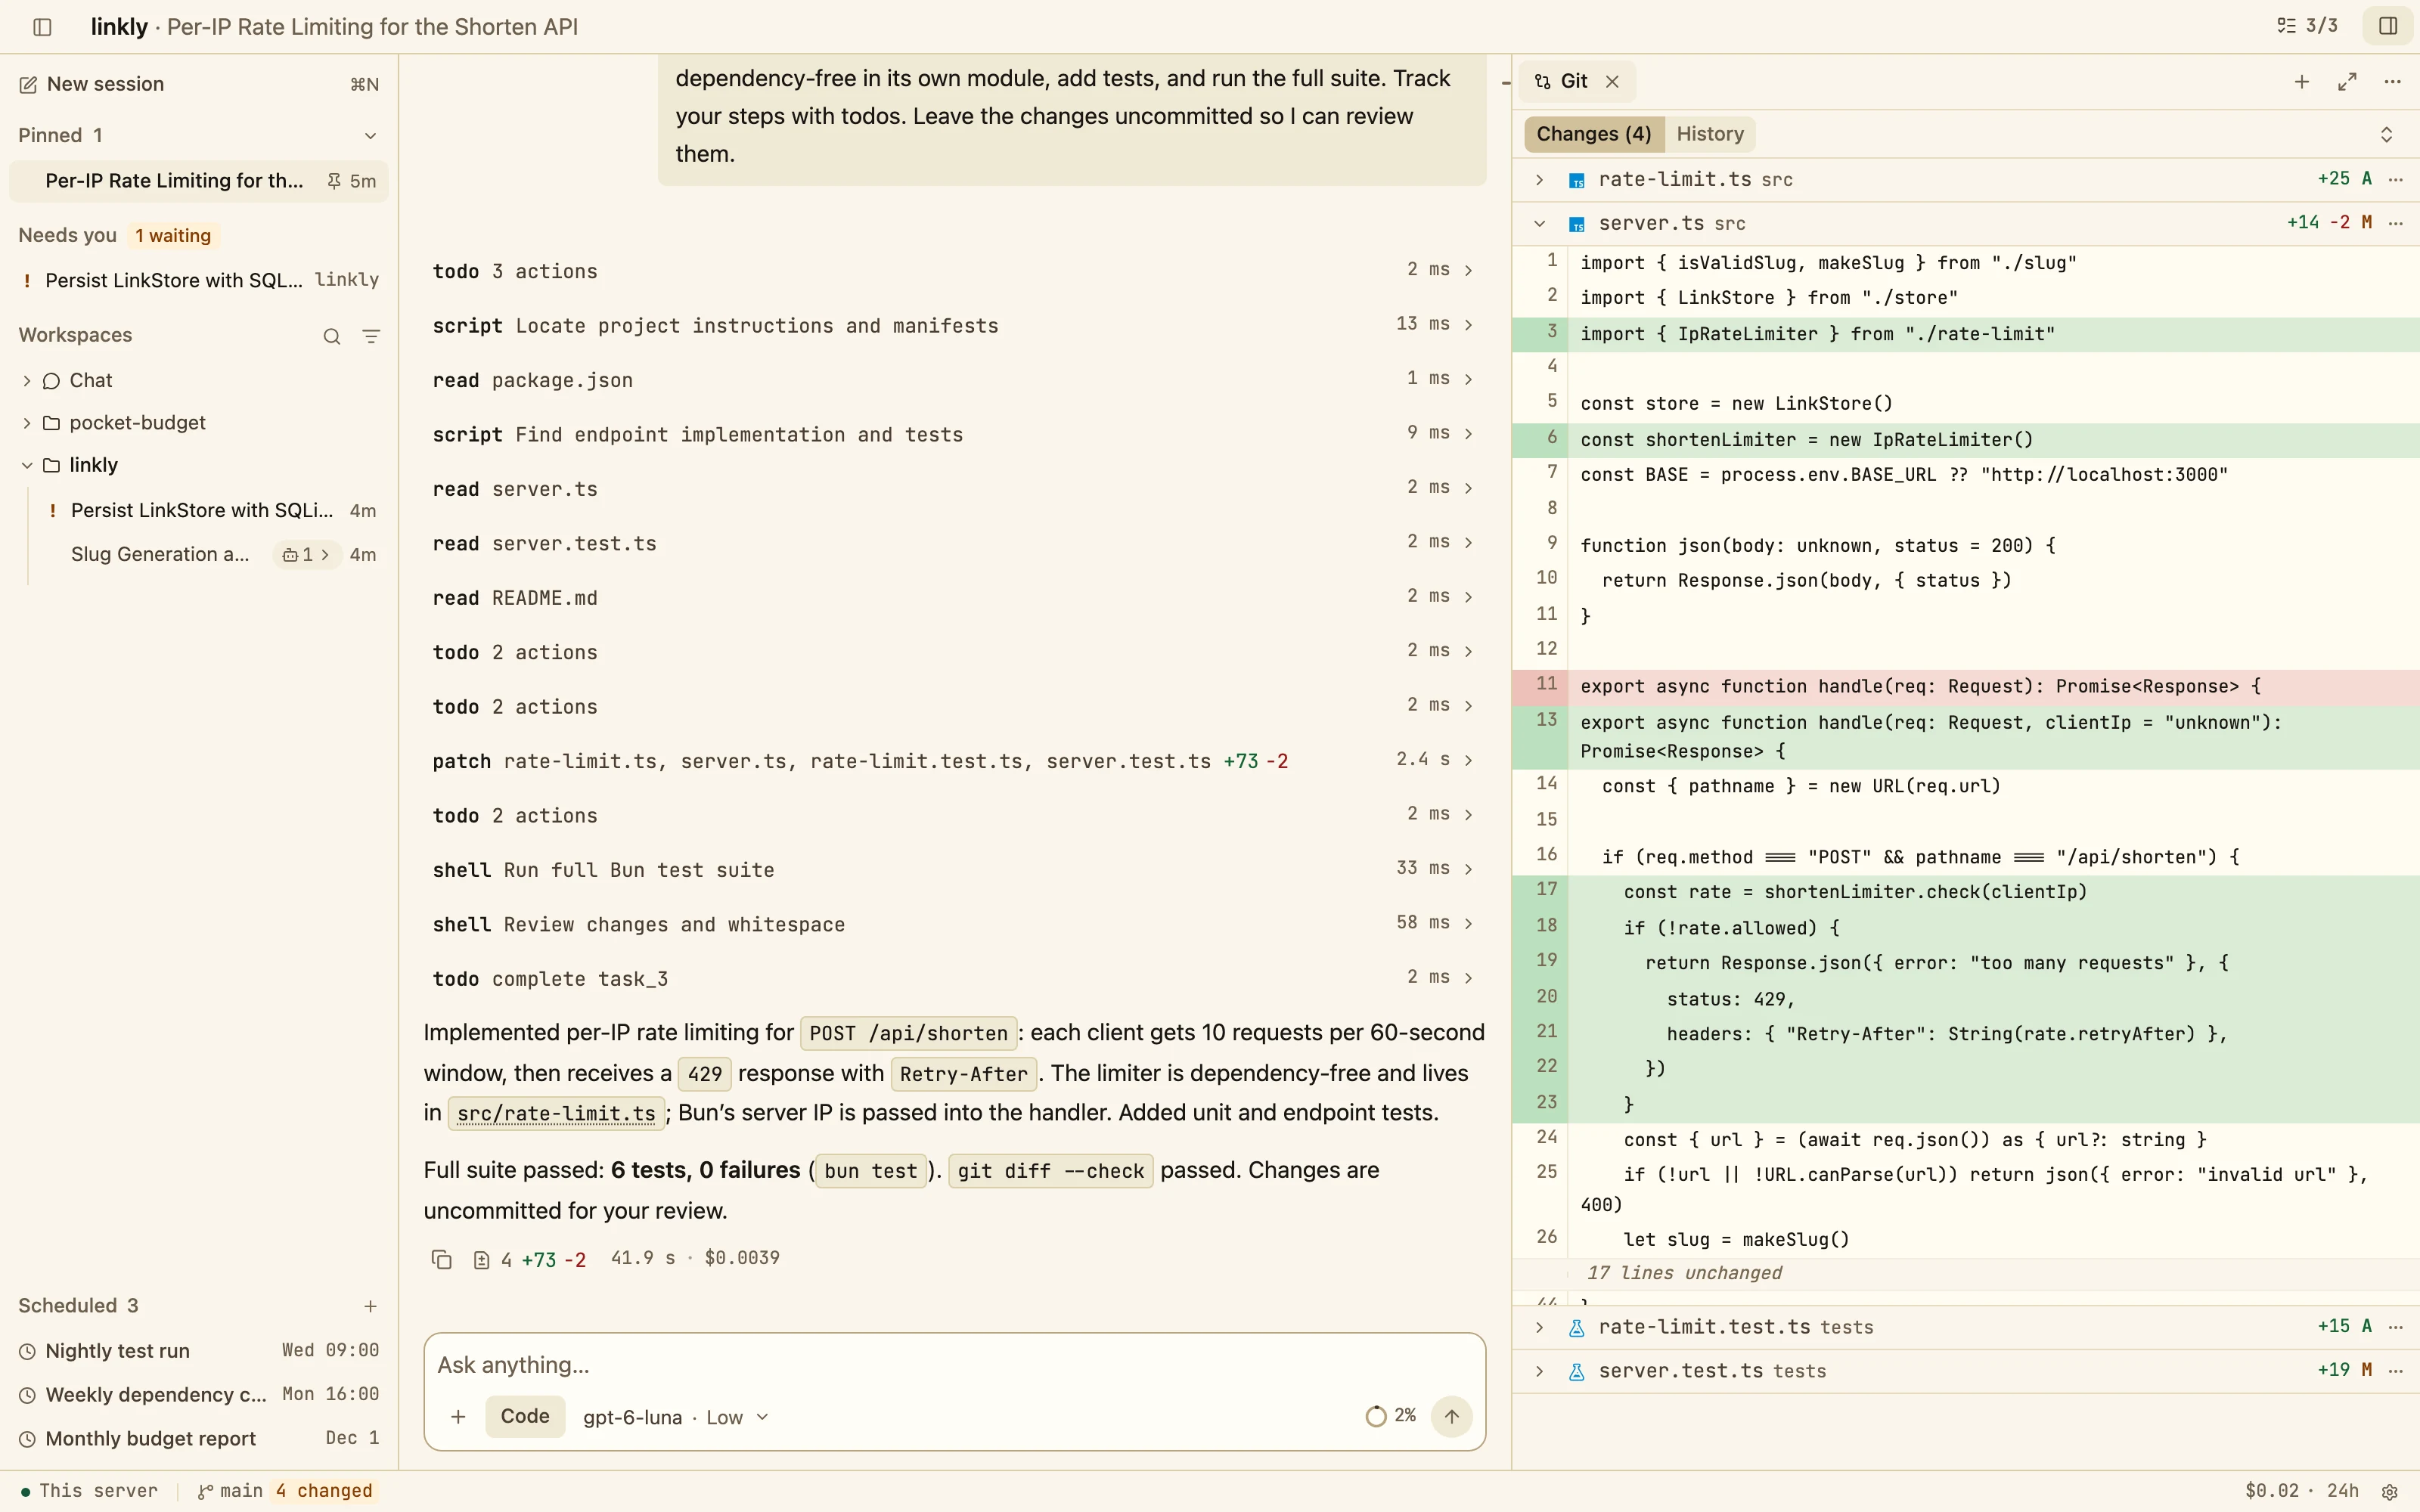 linkly · Per-IP Rate Limiting for the Shorten API
3/3
New session ⌘N
Pinned 1
Per-IP Rate Limiting for th... 5m
Needs you 1 waiting
! Persist LinkStore with SQL... linkly
Workspaces
Chat
pocket-budget
linkly
! Persist LinkStore with SQLi... 4m
Slug Generation a... 1 4m
Scheduled 3
Nightly test run Wed 09:00
Weekly dependency c... Mon 16:00
Monthly budget report Dec 1
dependency-free in its own module, add tests, and run the full suite. Track
your steps with todos. Leave the changes uncommitted so I can review
them.
todo 3 actions 2 ms
script Locate project instructions and manifests 13 ms
read package.json 1 ms
script Find endpoint implementation and tests 9 ms
read server.ts 2 ms
read server.test.ts 2 ms
read README.md 2 ms
todo 2 actions 2 ms
todo 2 actions 2 ms
patch rate-limit.ts, server.ts, rate-limit.test.ts, server.test.ts +73 -2 2.4 s
todo 2 actions 2 ms
shell Run full Bun test suite 33 ms
shell Review changes and whitespace 58 ms
todo complete task_3 2 ms
Implemented per-IP rate limiting for POST /api/shorten: each client gets 10 requests per 60-second
window, then receives a 429 response with Retry-After. The limiter is dependency-free and lives
in src/rate-limit.ts; Bun’s server IP is passed into the handler. Added unit and endpoint tests.
Full suite passed: 6 tests, 0 failures (bun test). git diff --check passed. Changes are
uncommitted for your review.
4 +73 -2 41.9 s · $0.0039
Ask anything...
Code gpt-6-luna · Low 2%
Git
Changes (4) History
TS rate-limit.ts src +25 A
TS server.ts src +14 -2 M
1 import { isValidSlug, makeSlug } from "./slug"
2 import { LinkStore } from "./store"
3 import { IpRateLimiter } from "./rate-limit"
4
5 const store = new LinkStore()
6 const shortenLimiter = new IpRateLimiter()
7 const BASE = process.env.BASE_URL ?? "http://localhost:3000"
8
9 function json(body: unknown, status = 200) {
10 return Response.json(body, { status })
11 }
12
11 export async function handle(req: Request): Promise<Response> {
13 export async function handle(req: Request, clientIp = "unknown"):
Promise<Response> {
14 const { pathname } = new URL(req.url)
15
16 if (req.method === "POST" && pathname === "/api/shorten") {
17 const rate = shortenLimiter.check(clientIp)
18 if (!rate.allowed) {
19 return Response.json({ error: "too many requests" }, {
20 status: 429,
21 headers: { "Retry-After": String(rate.retryAfter) },
22 })
23 }
24 const { url } = (await req.json()) as { url?: string }
25 if (!url || !URL.canParse(url)) return json({ error: "invalid url" },
400)
26 let slug = makeSlug()
17 lines unchanged
44 }
rate-limit.test.ts tests +15 A
server.test.ts tests +19 M
This server main 4 changed
$0.02 · 24h